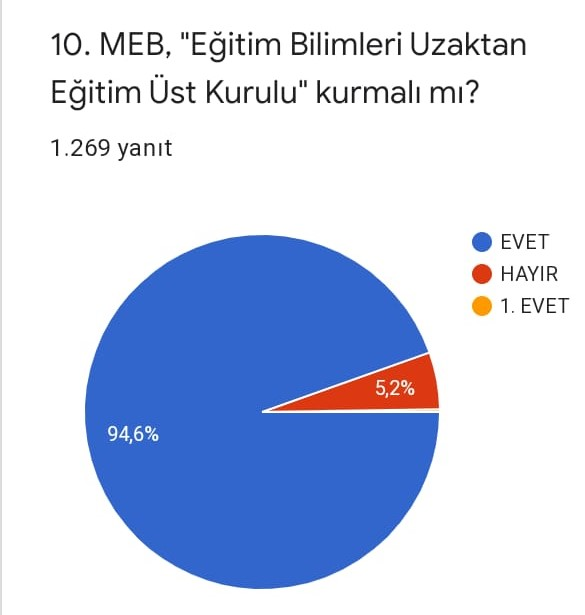 10. MEB, "Eğitim Bilimleri Uzaktan
Eğitim Üst Kurulu" kurmalı mı?
1.269 yanıt
EVET
HAYIR
1. EVET
5,2%
94,6%